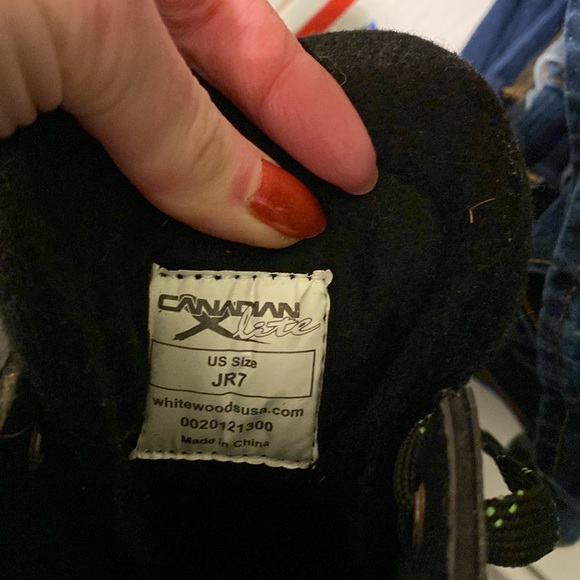 CANADIAN
X lite
US Size
JR7
whitewoodsusa.com
0020121300
Made in China